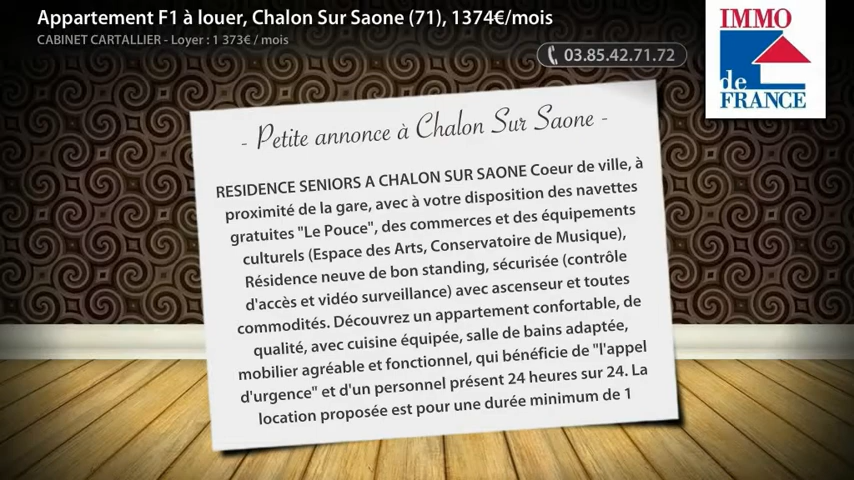 Appartement F1 à louer, Chalon Sur Saone (71), 1374€/mois
CABINET CARTALLIER - Loyer : 1 373€ / mois
03.85.42.71.72
IMMO
de
FRANCE
- Petite annonce à Chalon Sur Saone -
RESIDENCE SENIORS A CHALON SUR SAONE Coeur de ville, à
proximité de la gare, avec à votre disposition des navettes
gratuites "Le Pouce", des commerces et des équipements
culturels (Espace des Arts, Conservatoire de Musique),
Résidence neuve de bon standing, sécurisée (contrôle
d'accès et vidéo surveillance) avec ascenseur et toutes
commodités. Découvrez un appartement confortable, de
qualité, avec cuisine équipée, salle de bains adaptée,
mobilier agréable et fonctionnel, qui bénéficie de "l'appel
d'urgence" et d'un personnel présent 24 heures sur 24. La
location proposée est pour une durée minimum de 1